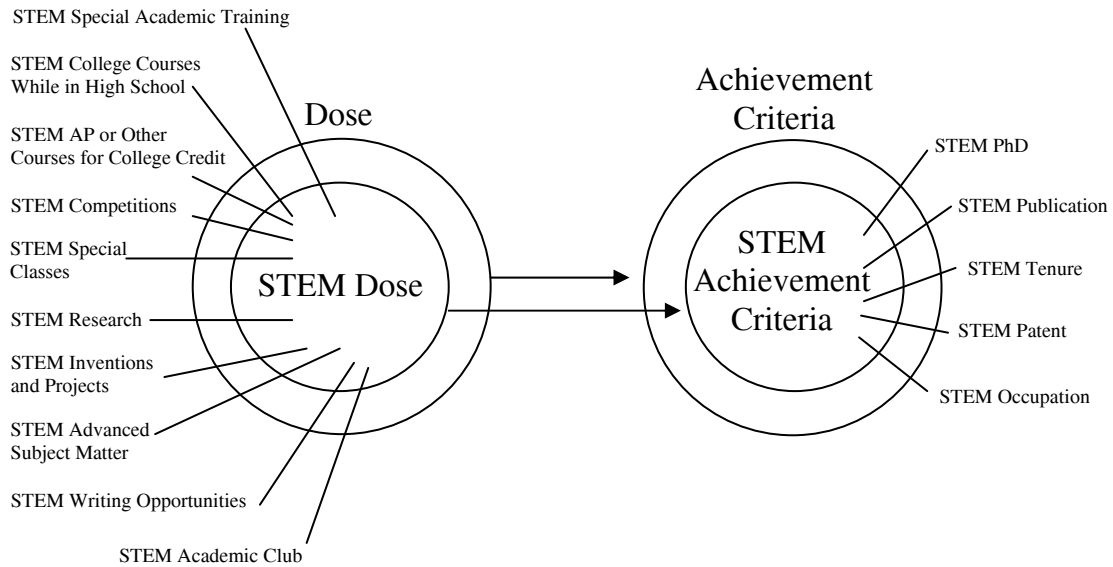 STEM Special Academic Training
STEM College Courses
While in High School
STEM AP or Other
Courses for College Credit
STEM Competitions
STEM Special
Classes
STEM Research
STEM Inventions
and Projects
STEM Advanced
Subject Matter
STEM Writing Opportunities
STEM Academic Club
Dose
STEM Dose
Achievement
Criteria
STEM
Achievement
Criteria
STEM PhD
STEM Publication
STEM Tenure
STEM Patent
STEM Occupation